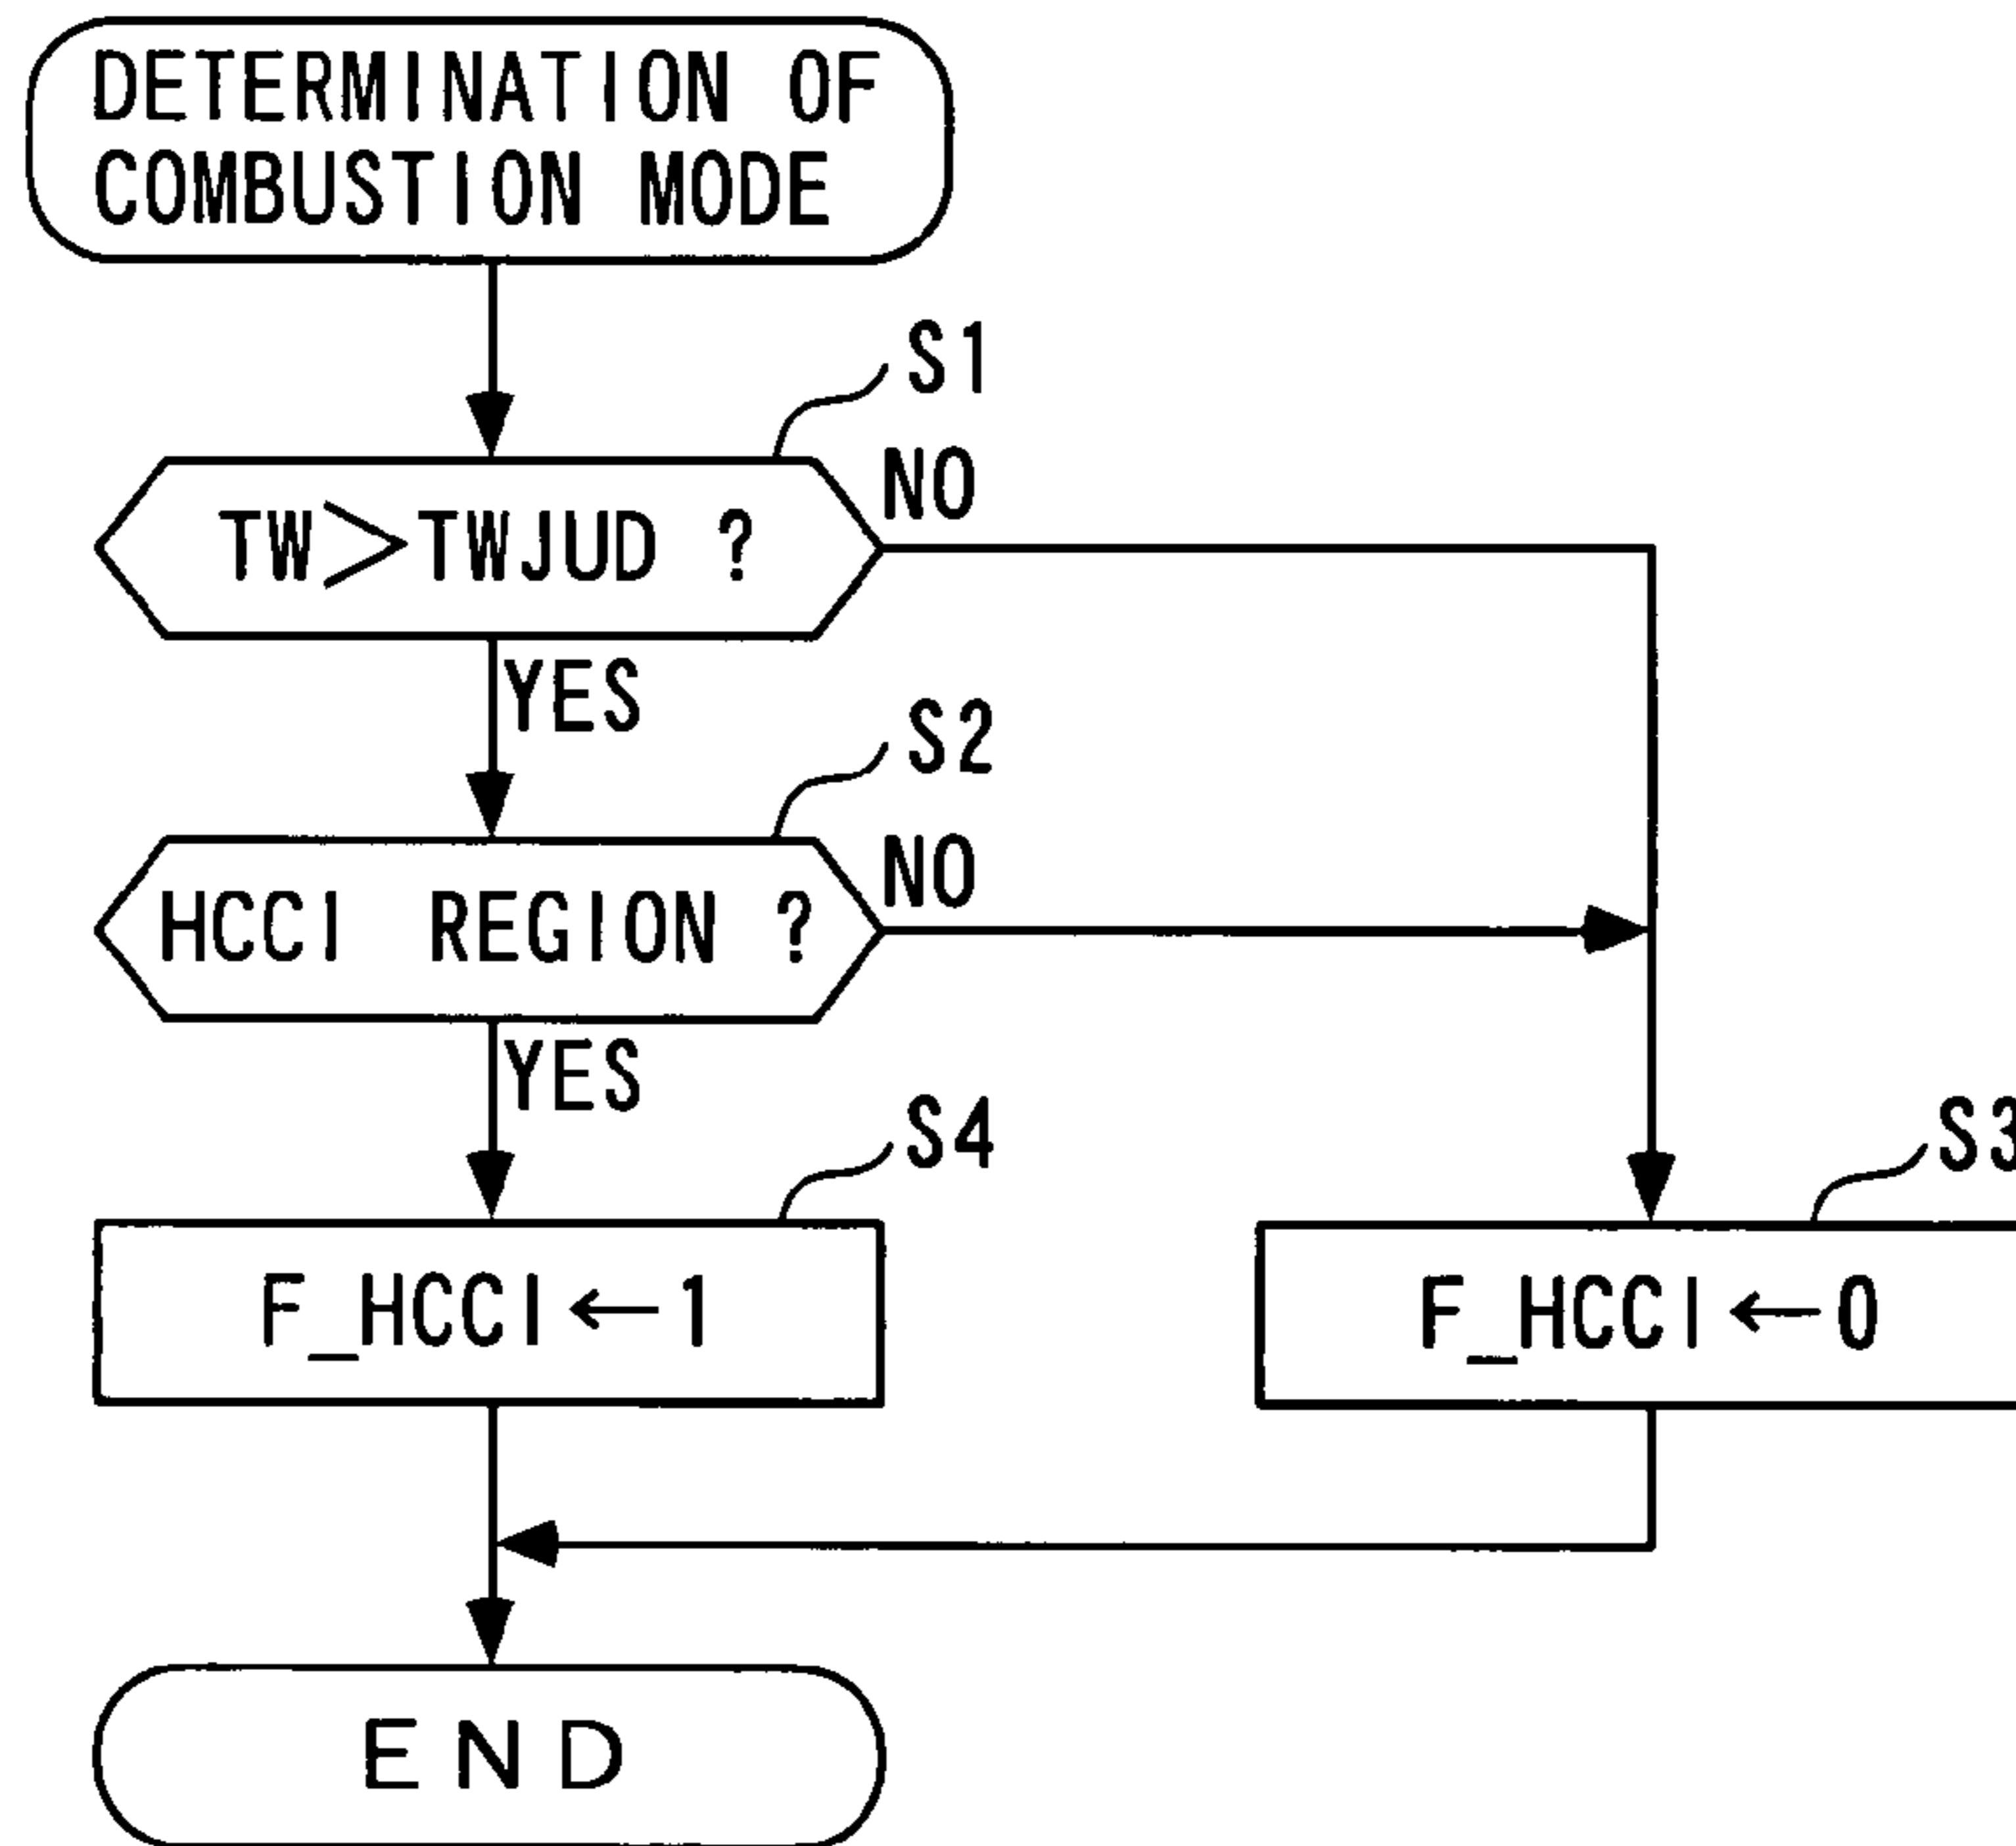 DETERMINATION OF
COMBUSTION MODE
S1
TW>TWJUD ?
NO
YES
S2
HCCI REGION ?
NO
YES
S4
S3
F_HCCI←1
F_HCCI←0
END